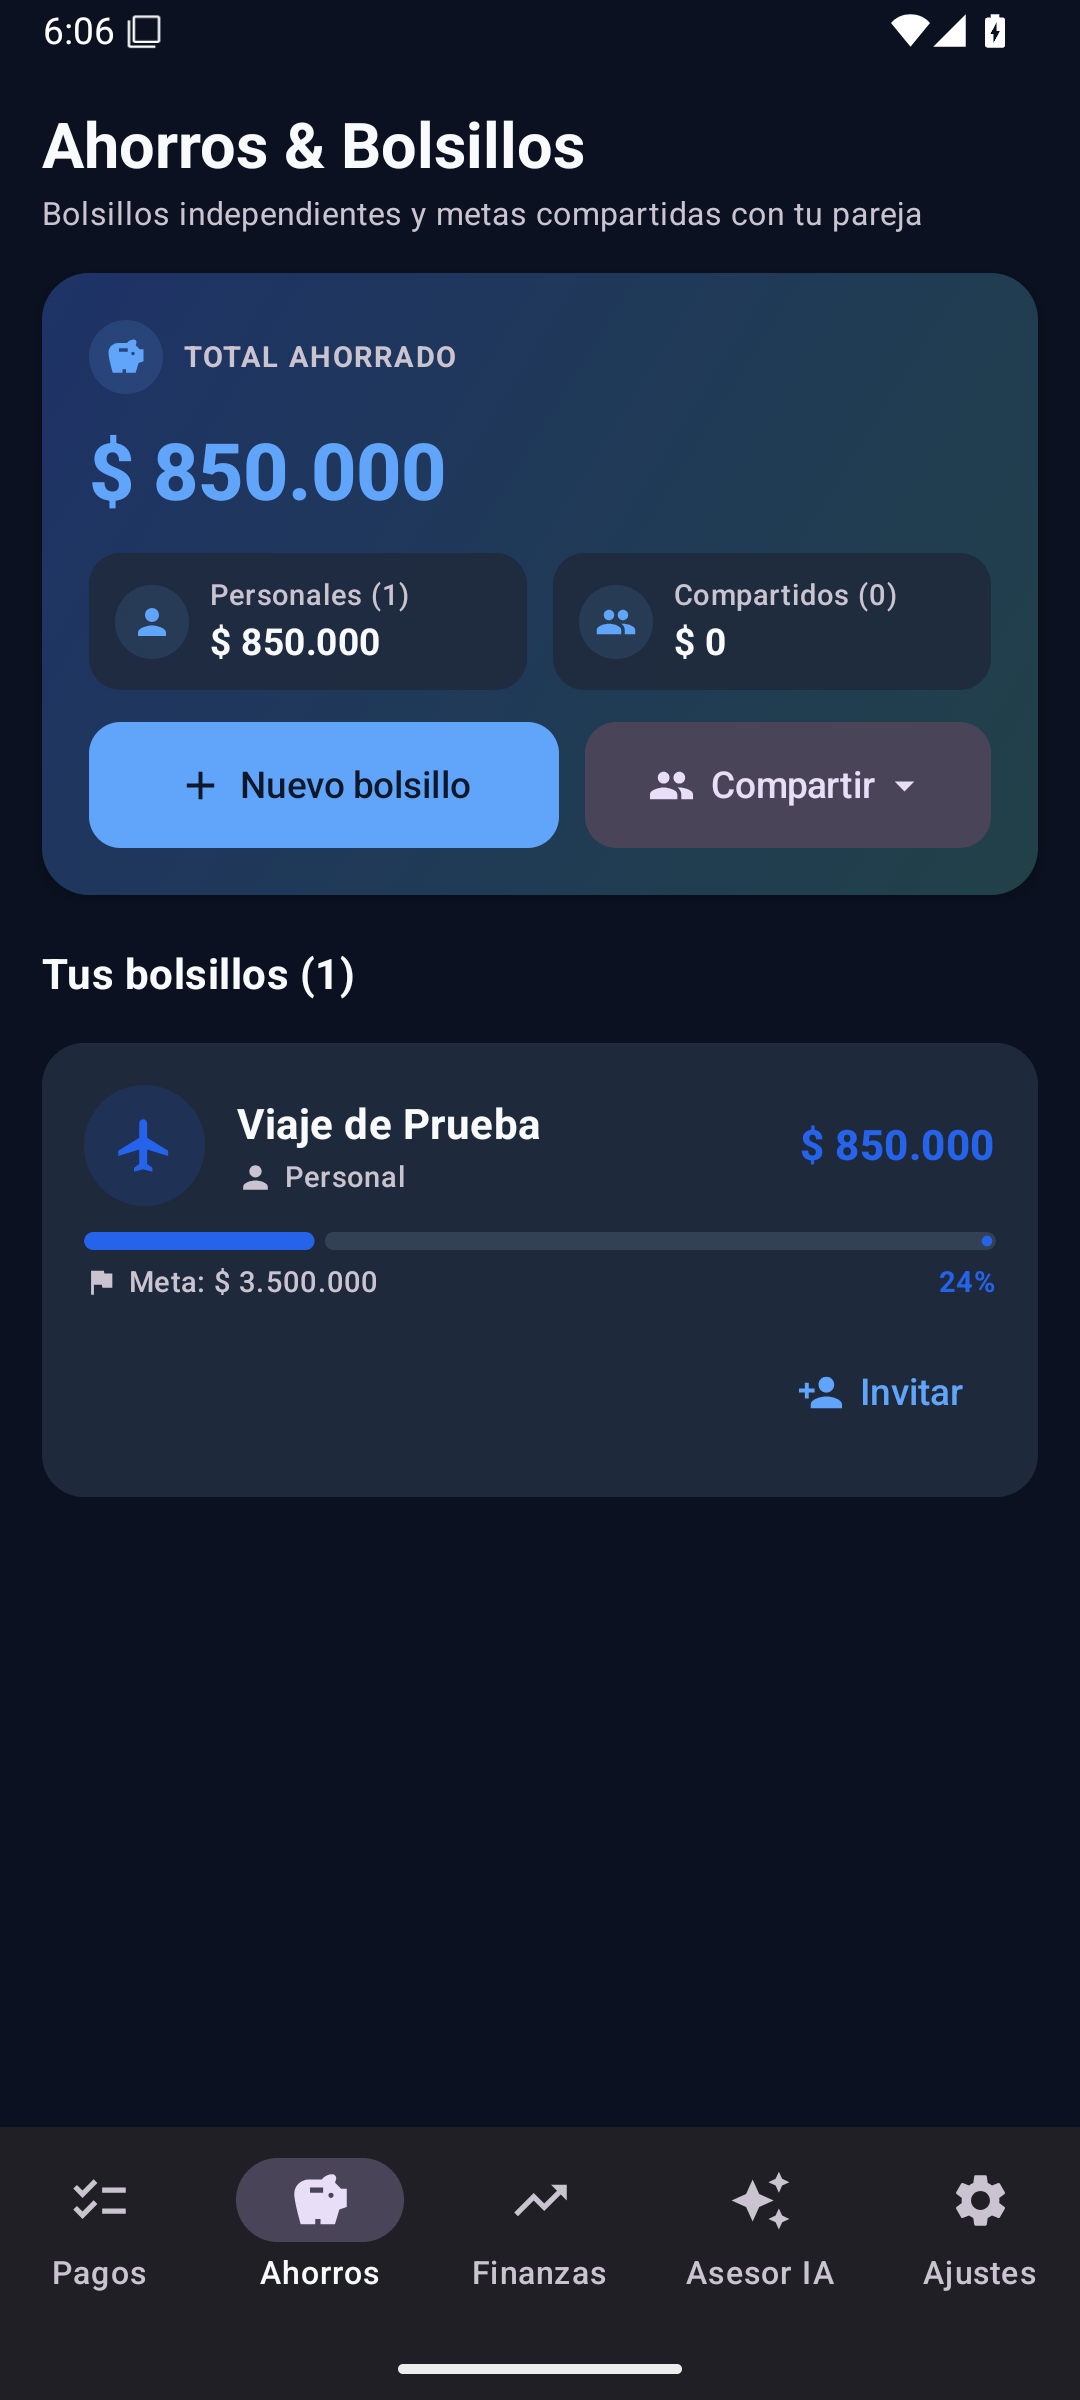 6:06
Ahorros & Bolsillos
Bolsillos independientes y metas compartidas con tu pareja
TOTAL AHORRADO
$ 850.000
Personales (1)
$ 850.000
Compartidos (0)
$ 0
Nuevo bolsillo
Compartir
Tus bolsillos (1)
Viaje de Prueba
Personal
$ 850.000
Meta: $ 3.500.000
24%
Invitar
Pagos
Ahorros
Finanzas
Asesor IA
Ajustes